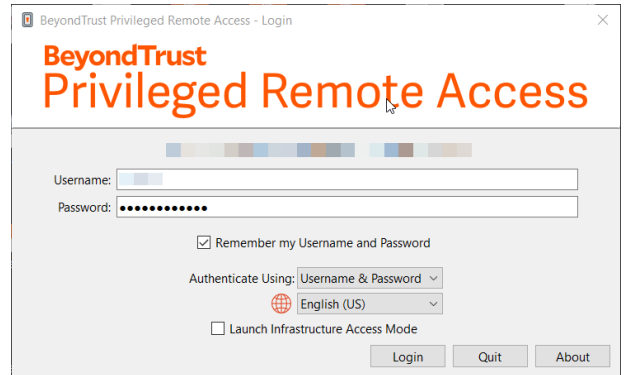 BeyondTrust Privileged Remote Access - Login
BeyondTrust
Privileged Remote Access
Username:
Password: ●●●●●●●●●●●●
Remember my Username and Password
Authenticate Using: Username & Password
English (US)
Launch Infrastructure Access Mode
Login Quit About